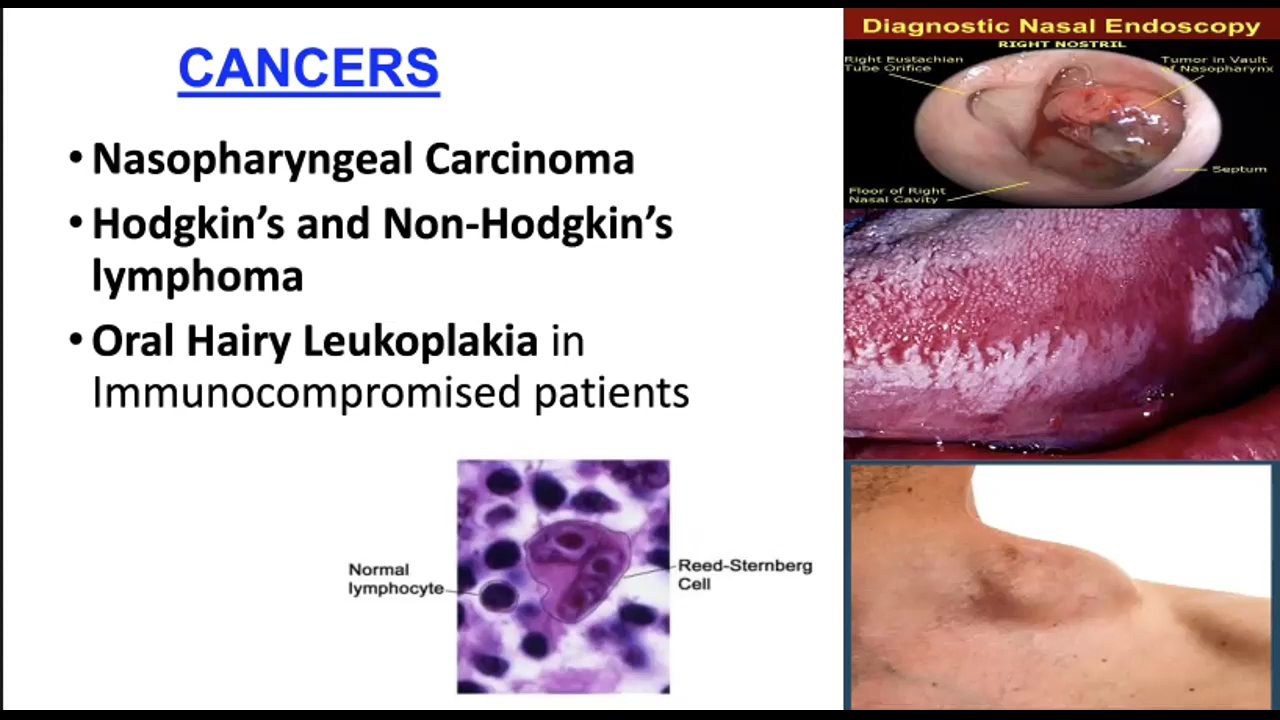 CANCERS
• Nasopharyngeal Carcinoma
• Hodgkin’s and Non-Hodgkin’s
lymphoma
• Oral Hairy Leukoplakia in
Immunocompromised patients
Normal
lymphocyte
Reed-Sternberg
Cell
Diagnostic Nasal Endoscopy
RIGHT NOSTRIL
Right Eustachian
Tube Orifice
Tumor in Vault
of Nasopharynx
Septum
Floor of Right
Nasal Cavity